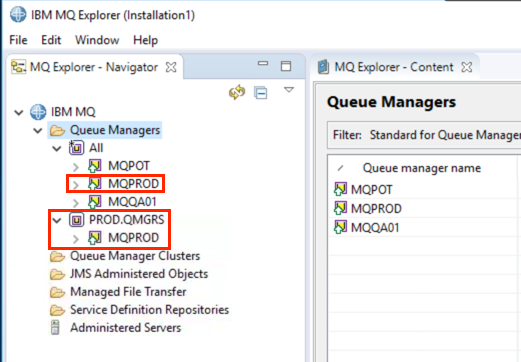 IBM MQ Explorer (Installation1)
File Edit Window Help
MQ Explorer - Navigator
IBM MQ
Queue Managers
All
MQPOT
MQPROD
MQQA01
PROD.QMGRS
MQPROD
Queue Manager Clusters
JMS Administered Objects
Managed File Transfer
Service Definition Repositories
Administered Servers
MQ Explorer - Content
Queue Managers
Filter: Standard for Queue Manager
Queue manager name
MQPOT
MQPROD
MQQA01